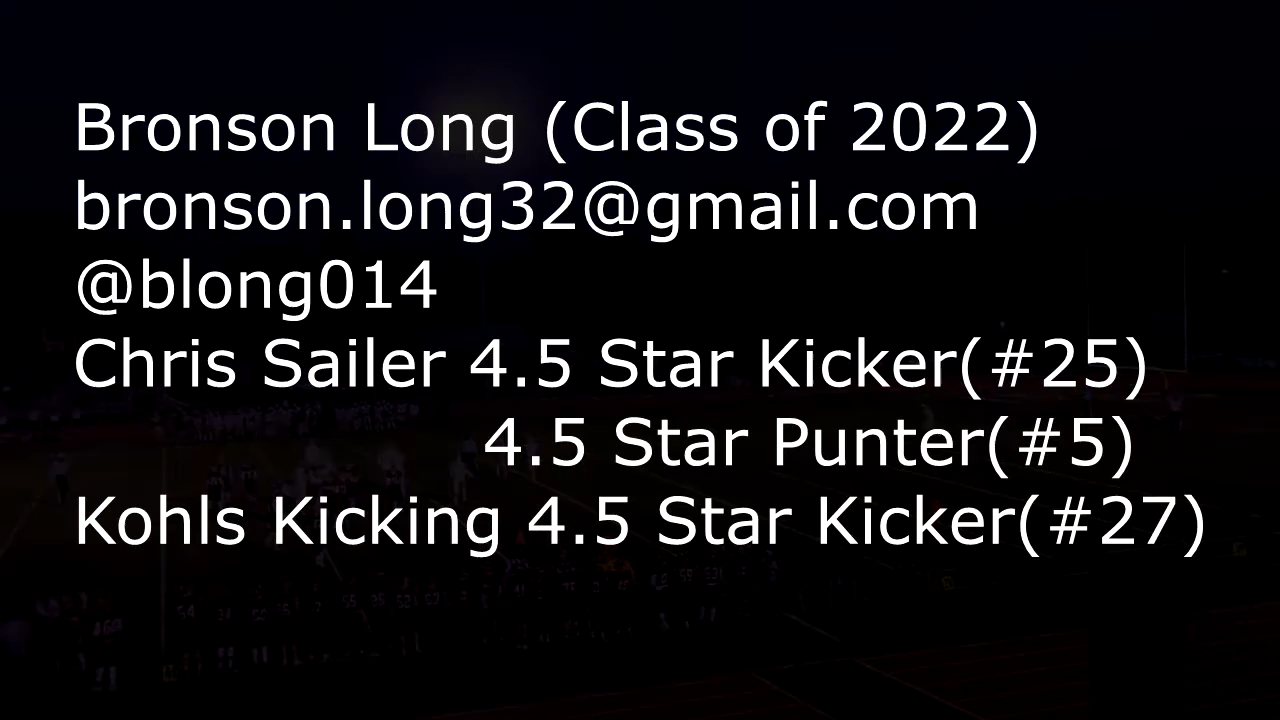 Bronson Long (Class of 2022)
bronson.long32@gmail.com
@blong014
Chris Sailer 4.5 Star Kicker(#25)
4.5 Star Punter(#5)
Kohls Kicking 4.5 Star Kicker(#27)